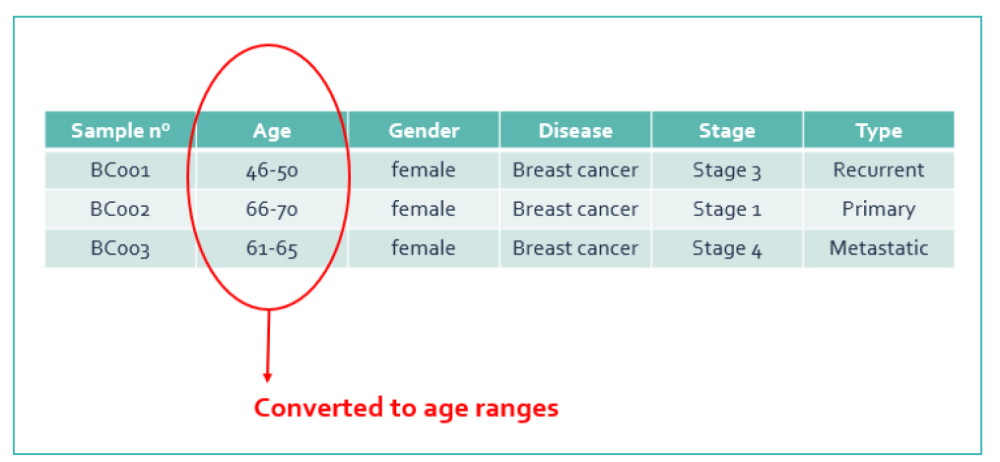 Sample nº Age Gender Disease Stage Type
BC001 46-50 female Breast cancer Stage 3 Recurrent
BC002 66-70 female Breast cancer Stage 1 Primary
BC003 61-65 female Breast cancer Stage 4 Metastatic
Converted to age ranges